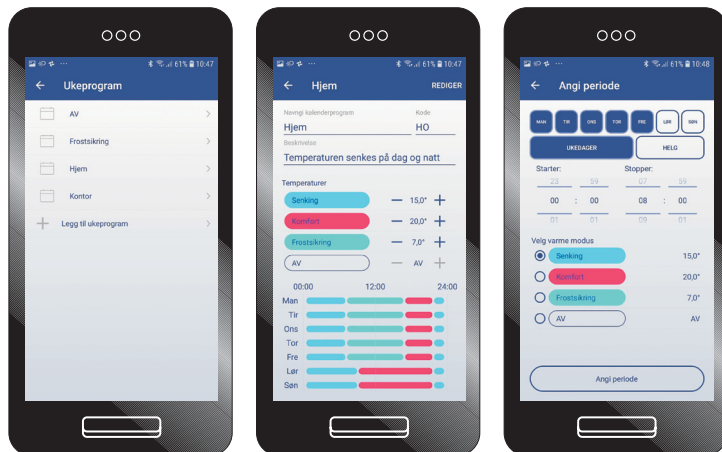 61% 10:47
Ukeprogram
AV
Frostsikring
Hjem
Kontor
Legg til ukeprogram
61% 10:47
Hjem REDIGER
Navngi kalenderprogram Kode
Hjem HO
Beskrivelse
Temperaturen senkes på dag og natt
Temperaturer
Senking — 15,0° +
Komfort — 20,0° +
Frostsikring — 7,0° +
AV — AV +
00:00 12:00 24:00
Man
Tir
Ons
Tor
Fre
Lør
Søn
61% 10:48
Angi periode
MAN TIR ONS TOR FRE LØR SØN
UKEDAGER HELG
Starter: Stopper:
23 59 07 59
00 : 00 08 : 00
01 01 09 01
Velg varme modus
Senking 15,0°
Komfort 20,0°
Frostsikring 7,0°
AV AV
Angi periode